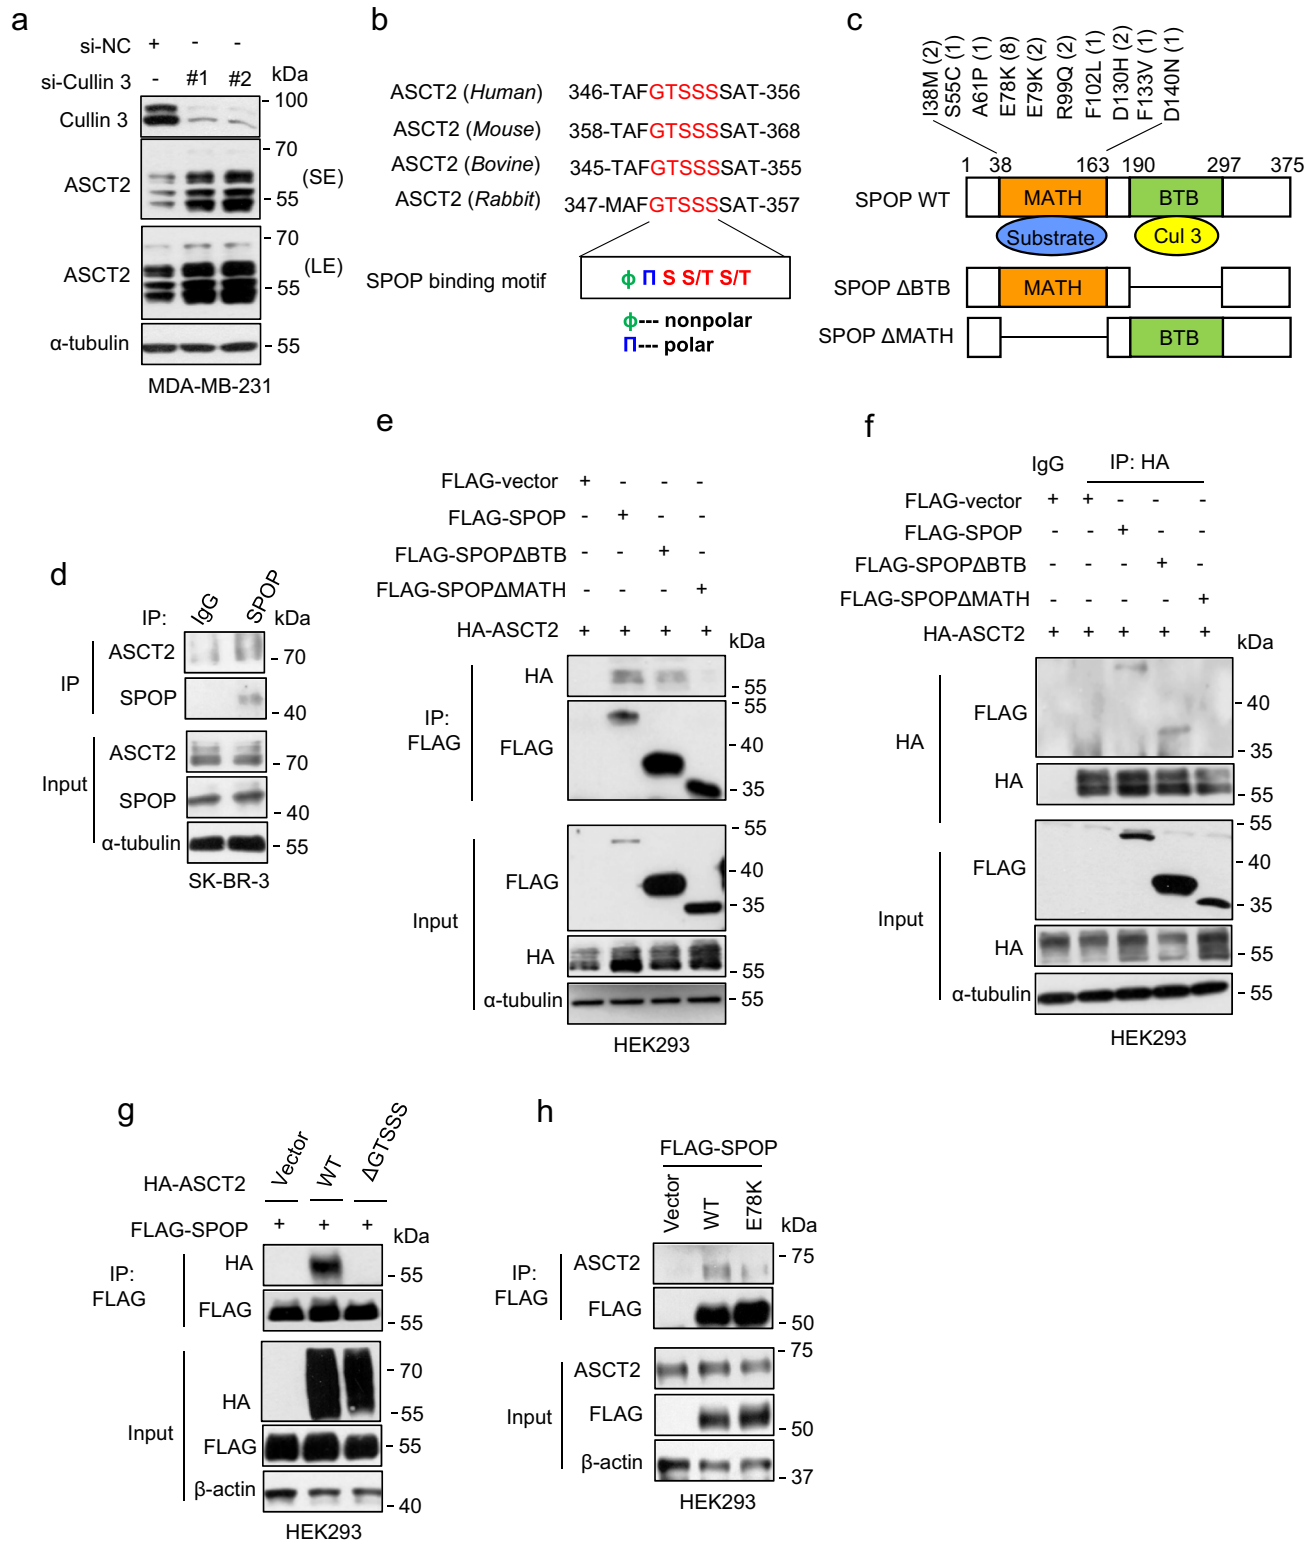 a
si-NC + - -
si-Cullin 3 - #1 #2 kDa
Cullin 3 - 100
- 70
ASCT2 (SE)
- 55
- 70
ASCT2 (LE)
- 55
α-tubulin - 55
MDA-MB-231
b
ASCT2 (Human) 346-TAFGTSSSSAT-356
ASCT2 (Mouse) 358-TAFGTSSSSAT-368
ASCT2 (Bovine) 345-TAFGTSSSSAT-355
ASCT2 (Rabbit) 347-MAFGTSSSSAT-357
SPOP binding motif ϕ Π S S/T S/T
ϕ--- nonpolar
Π--- polar
c
I38M (2)
S55C (1)
A61P (1)
E78K (8)
E79K (2)
R99Q (2)
F102L (1)
D130H (2)
F133V (1)
D140N (1)
1 38 163 190 297 375
SPOP WT MATH BTB
Substrate Cul 3
SPOP ΔBTB MATH
SPOP ΔMATH BTB
d
IP: IgG SPOP kDa
IP
ASCT2 - 70
SPOP - 40
Input
ASCT2 - 70
SPOP - 40
α-tubulin - 55
SK-BR-3
e
FLAG-vector + - - -
FLAG-SPOP - + - -
FLAG-SPOPΔBTB - - + -
FLAG-SPOPΔMATH - - - +
HA-ASCT2 + + + + kDa
IP: FLAG
HA - 55
- 55
FLAG - 40
- 35
Input
- 55
FLAG - 40
- 35
HA - 55
α-tubulin - 55
HEK293
f
IgG IP: HA
FLAG-vector + + - - -
FLAG-SPOP - - + - -
FLAG-SPOPΔBTB - - - + -
FLAG-SPOPΔMATH - - - - +
HA-ASCT2 + + + + + kDa
HA
FLAG - 40
- 35
HA - 55
Input
- 55
FLAG - 40
- 35
HA - 55
α-tubulin - 55
HEK293
g
HA-ASCT2 Vector WT ΔGTSSS
FLAG-SPOP + + + kDa
IP: FLAG
HA - 55
FLAG - 55
Input
- 70
HA - 55
FLAG - 55
β-actin - 40
HEK293
h
FLAG-SPOP
Vector WT E78K kDa
IP: FLAG
ASCT2 - 75
FLAG - 50
Input
- 75
ASCT2
FLAG - 50
β-actin - 37
HEK293